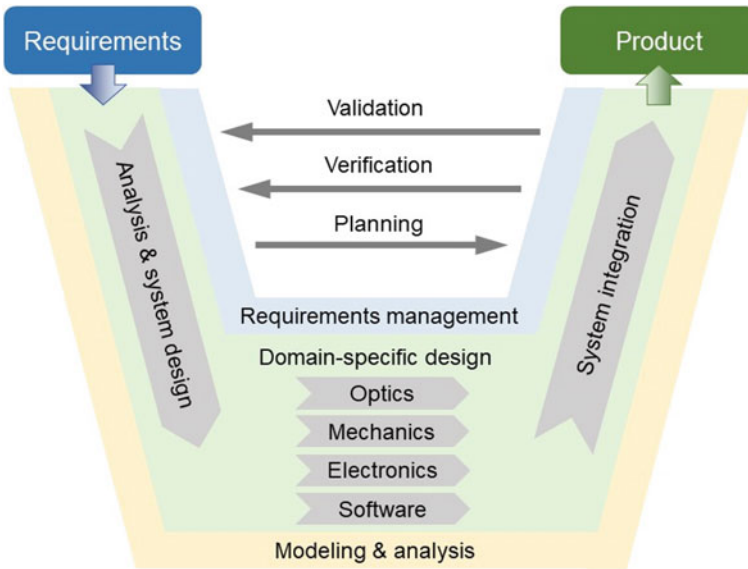 Requirements
Product
Validation
Verification
Planning
Analysis & system design
System integration
Requirements management
Domain-specific design
Optics
Mechanics
Electronics
Software
Modeling & analysis